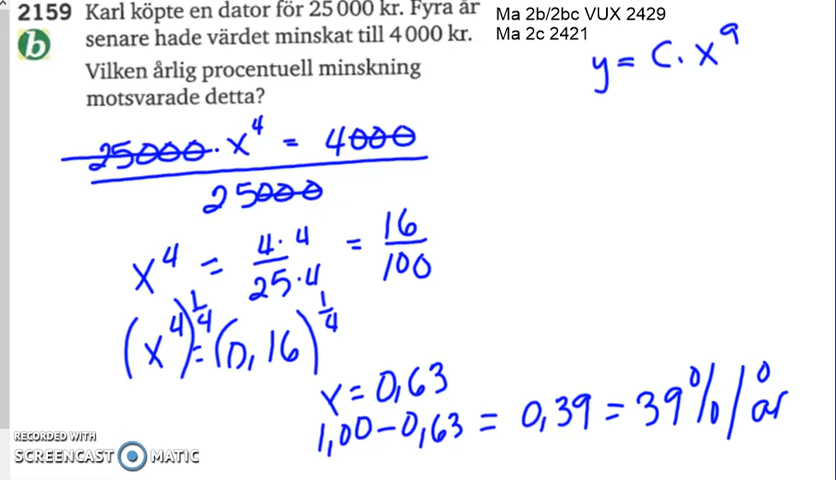 2159 Karl köpte en dator för 25 000 kr. Fyra år
senare hade värdet minskat till 4 000 kr.
b
Vilken årlig procentuell minskning
motsvarade detta?
Ma 2b/2bc VUX 2429
Ma 2c 2421
y = C · x^a
25000 · x^4 = 4000
25000
x^4 = 4·4/25·4 = 16/100
(x^4)^1/4 = (0,16)^1/4
x = 0,63
1,00 – 0,63 = 0,39 = 39%/år
RECORDED WITH
SCREENCAST MATIC